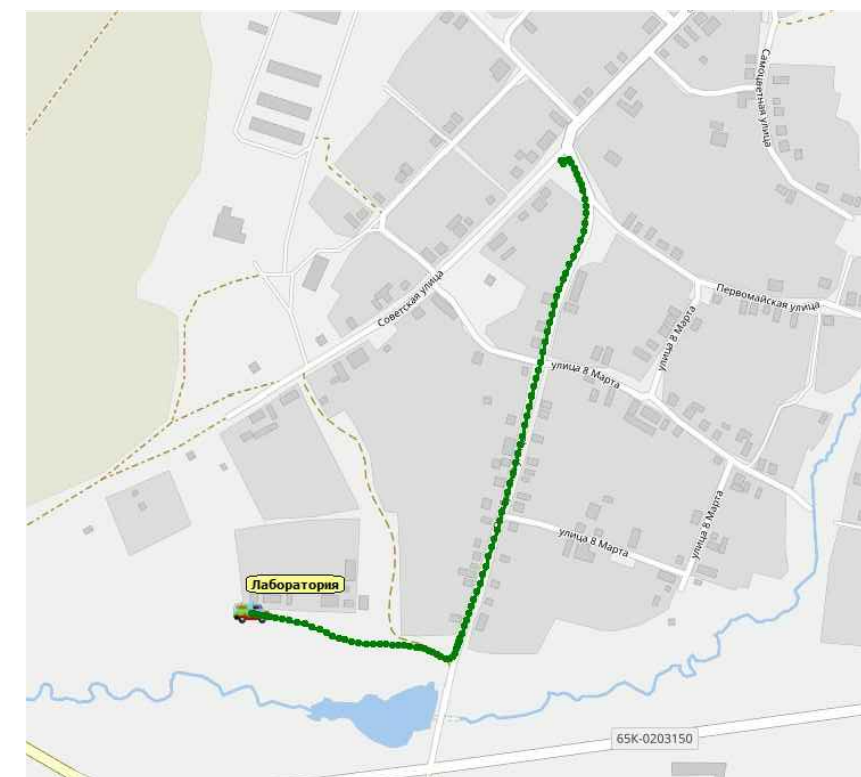 Самоцветная улица
Советская улица
Первомайская улица
улица 8 Марта
улица 8 Марта
улица 8 Марта
улица 8 Марта
Лаборатория
65К-0203150